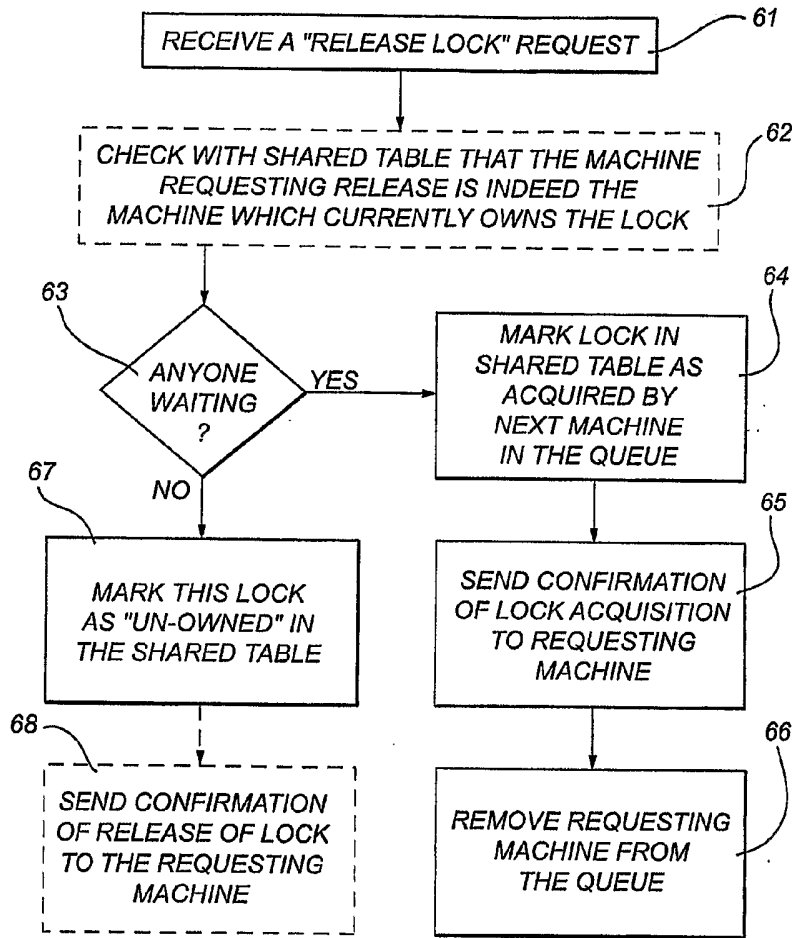 61
RECEIVE A "RELEASE LOCK" REQUEST
62
CHECK WITH SHARED TABLE THAT THE MACHINE
REQUESTING RELEASE IS INDEED THE
MACHINE WHICH CURRENTLY OWNS THE LOCK
63
ANYONE
WAITING
?
YES
NO
64
MARK LOCK IN
SHARED TABLE AS
ACQUIRED BY
NEXT MACHINE
IN THE QUEUE
67
MARK THIS LOCK
AS "UN-OWNED" IN
THE SHARED TABLE
65
SEND CONFIRMATION
OF LOCK ACQUISITION
TO REQUESTING
MACHINE
68
SEND CONFIRMATION
OF RELEASE OF LOCK
TO THE REQUESTING
MACHINE
66
REMOVE REQUESTING
MACHINE FROM
THE QUEUE